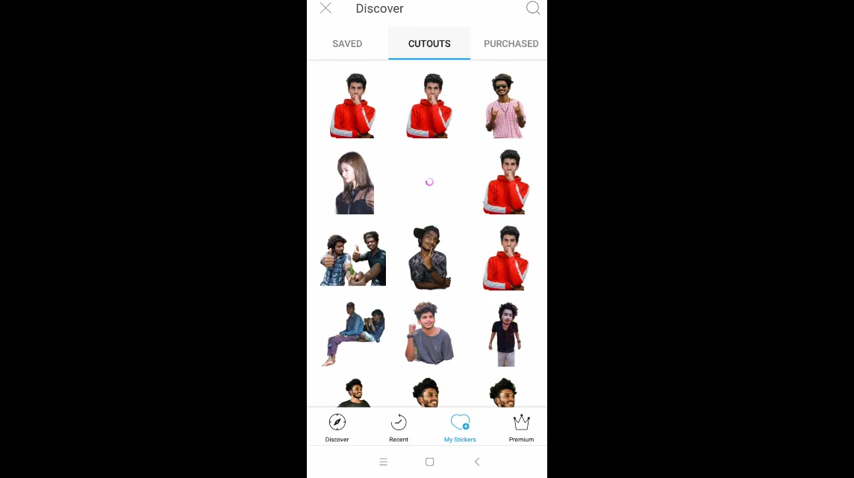 Discover
SAVED CUTOUTS PURCHASED
Discover Recent My Stickers Premium